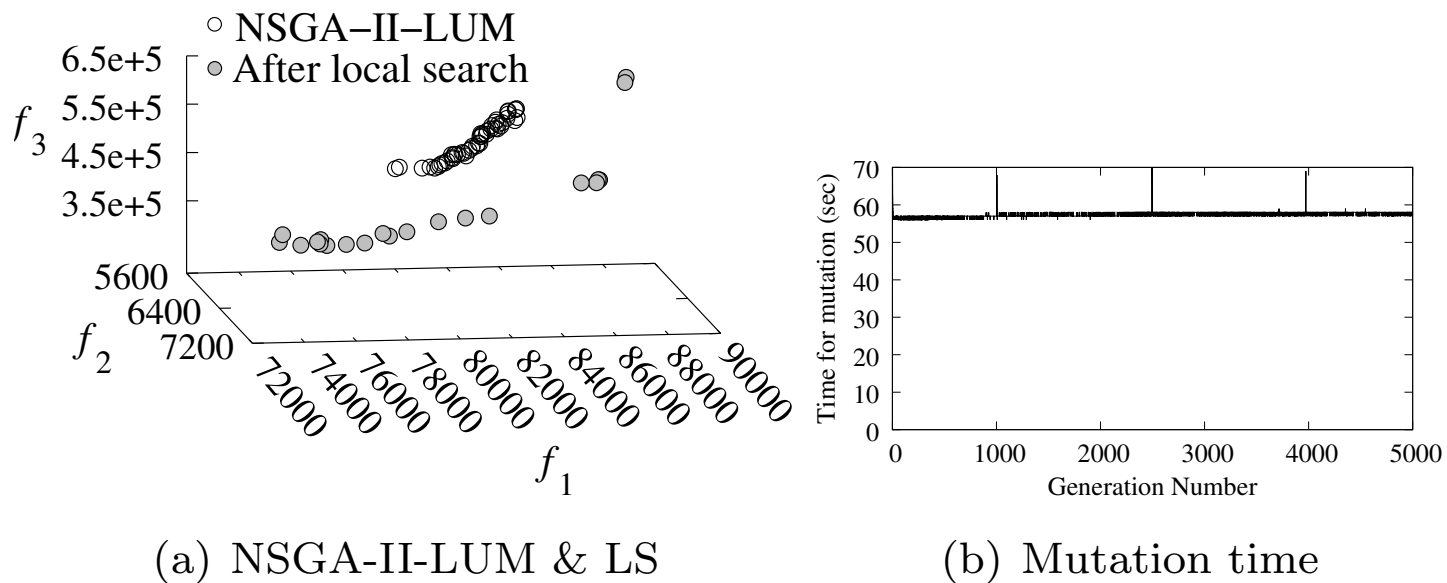 NSGA–II–LUM
After local search
6.5e+5
5.5e+5
4.5e+5
3.5e+5
f3
5600
6400
7200
f2
72000
74000
76000
78000
80000
82000
84000
86000
88000
90000
f1
(a) NSGA-II-LUM & LS
70
60
50
40
30
20
10
0
Time for mutation (sec)
0 1000 2000 3000 4000 5000
Generation Number
(b) Mutation time